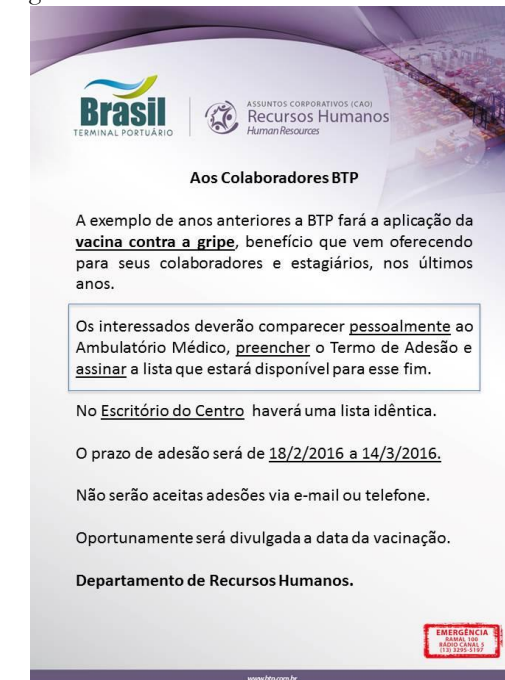 Brasil
TERMINAL PORTUÁRIO
ASSUNTOS CORPORATIVOS (CAO)
Recursos Humanos
Human Resources
Aos Colaboradores BTP
A exemplo de anos anteriores a BTP fará a aplicação da
vacina contra a gripe, benefício que vem oferecendo
para seus colaboradores e estagiários, nos últimos
anos.
Os interessados deverão comparecer pessoalmente ao
Ambulatório Médico, preencher o Termo de Adesão e
assinar a lista que estará disponível para esse fim.
No Escritório do Centro haverá uma lista idêntica.
O prazo de adesão será de 18/2/2016 a 14/3/2016.
Não serão aceitas adesões via e-mail ou telefone.
Oportunamente será divulgada a data da vacinação.
Departamento de Recursos Humanos.
EMERGÊNCIA
RAMAL 100
RÁDIO CANAL 5
(13) 3295-5197
www.btp.com.br